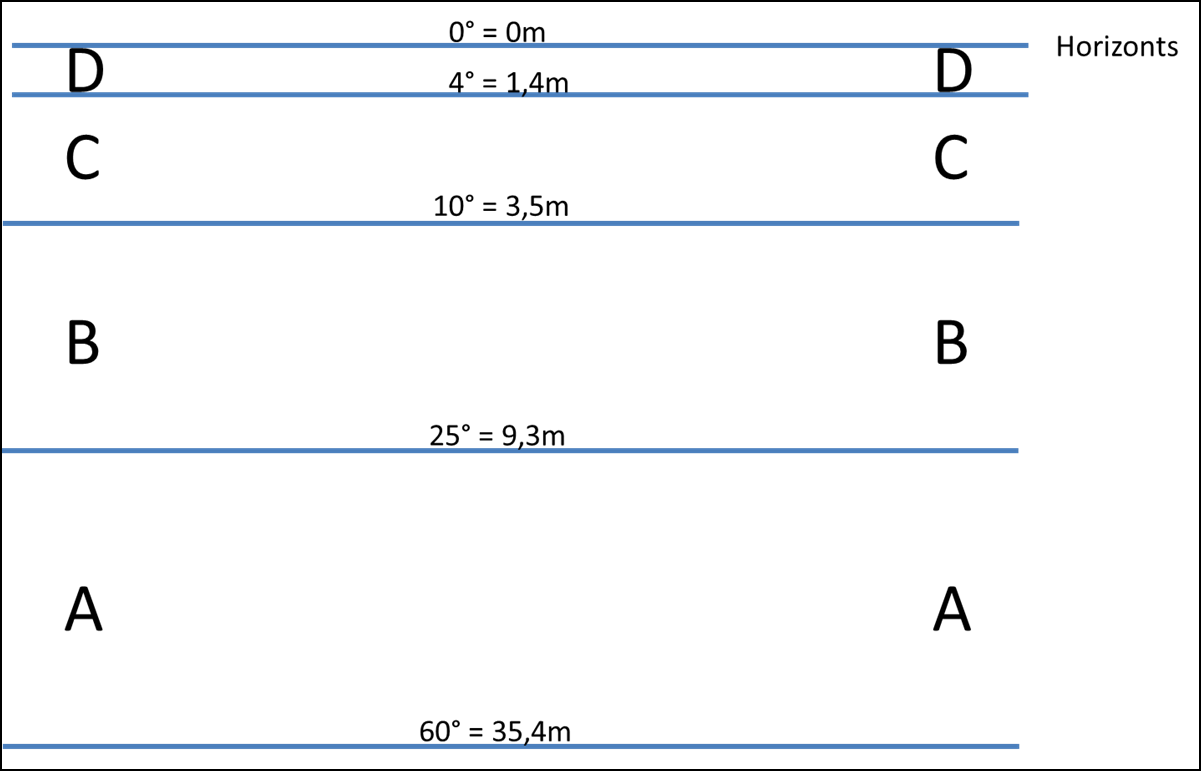 0° = 0m
Horizonts
D D
4° = 1,4m
C C
10° = 3,5m
B B
25° = 9,3m
A A
60° = 35,4m